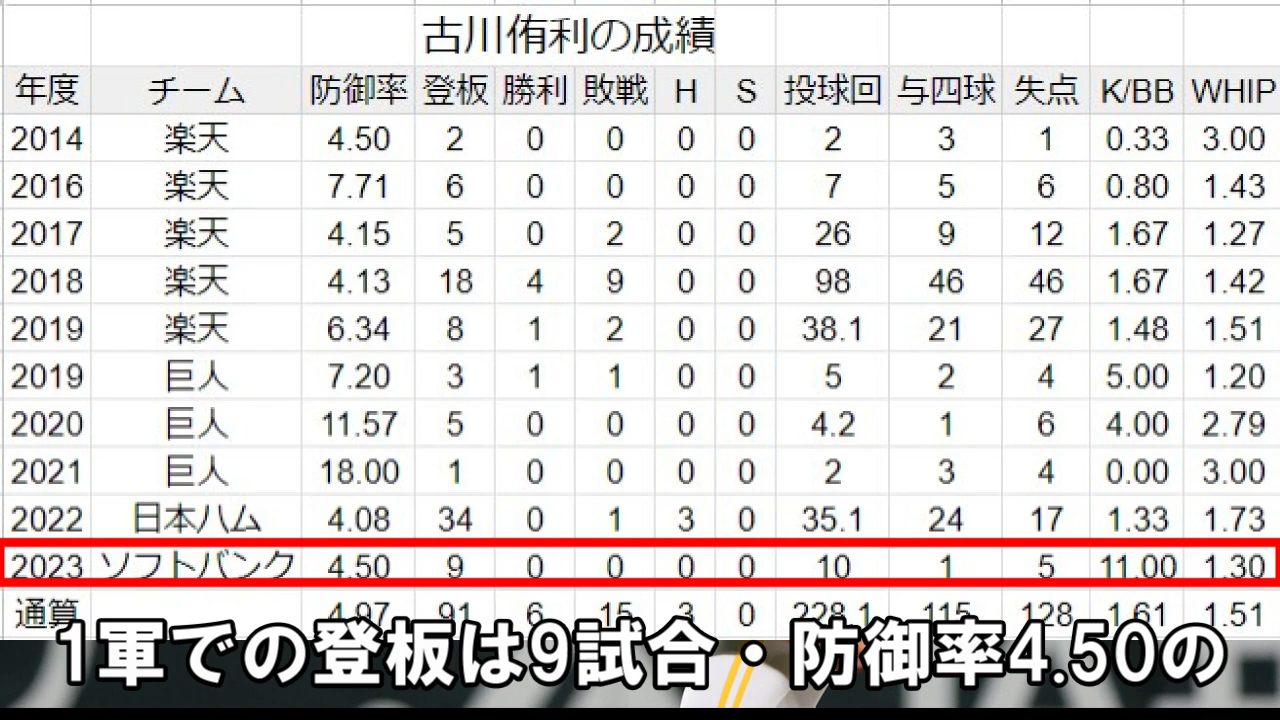 古川侑利の成績
年度 チーム 防御率 登板 勝利 敗戦 H S 投球回 与四球 失点 K/BB WHIP
2014 楽天 4.50 2 0 0 0 0 2 3 1 0.33 3.00
2016 楽天 7.71 6 0 0 0 0 7 5 6 0.80 1.43
2017 楽天 4.15 5 0 2 0 0 26 9 12 1.67 1.27
2018 楽天 4.13 18 4 9 0 0 98 46 46 1.67 1.42
2019 楽天 6.34 8 1 2 0 0 38.1 21 27 1.48 1.51
2019 巨人 7.20 3 1 1 0 0 5 2 4 5.00 1.20
2020 巨人 11.57 5 0 0 0 0 4.2 1 6 4.00 2.79
2021 巨人 18.00 1 0 0 0 0 2 3 4 0.00 3.00
2022 日本ハム 4.08 34 0 1 3 0 35.1 24 17 1.33 1.73
2023 ソフトバンク 4.50 9 0 0 0 0 10 1 5 11.00 1.30
通算 4.97 91 6 15 3 0 228.1 115 128 1.61 1.51
1軍での登板は9試合・防御率4.50の